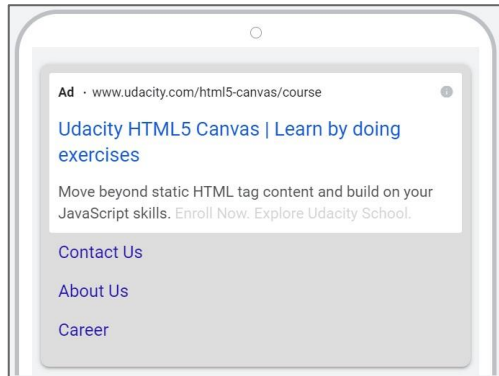 Ad · www.udacity.com/html5-canvas/course
Udacity HTML5 Canvas | Learn by doing
exercises
Move beyond static HTML tag content and build on your
JavaScript skills. Enroll Now. Explore Udacity School.
Contact Us
About Us
Career